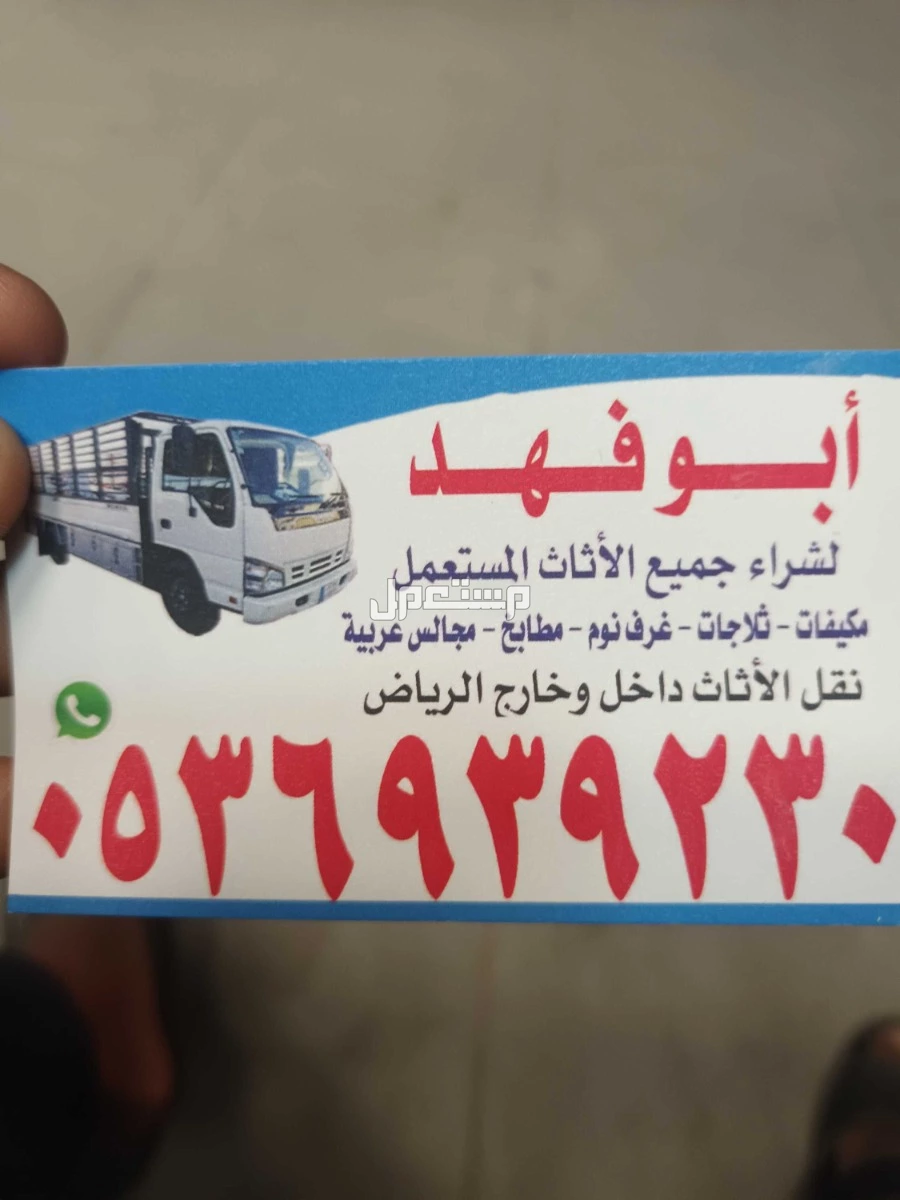 أبو فهد
لشراء جميع الأثاث المستعمل
مستعمل
مكيفات - ثلاجات - غرف نوم - مطابخ - مجالس عربية
نقل الأثاث داخل وخارج الرياض
٠٥٣٦٩٣٩٢٣٠